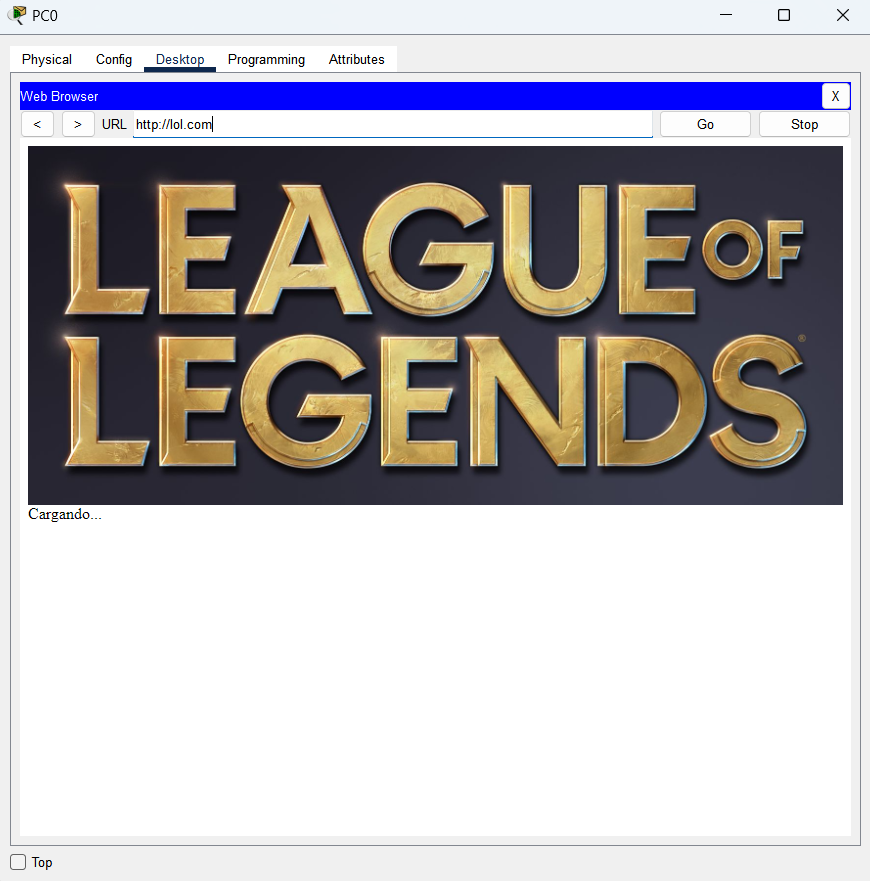 PC0
Physical Config Desktop Programming Attributes
Web Browser X
< > URL http://lol.com Go Stop
LEAGUE OF
LEGENDS®
Cargando...
Top